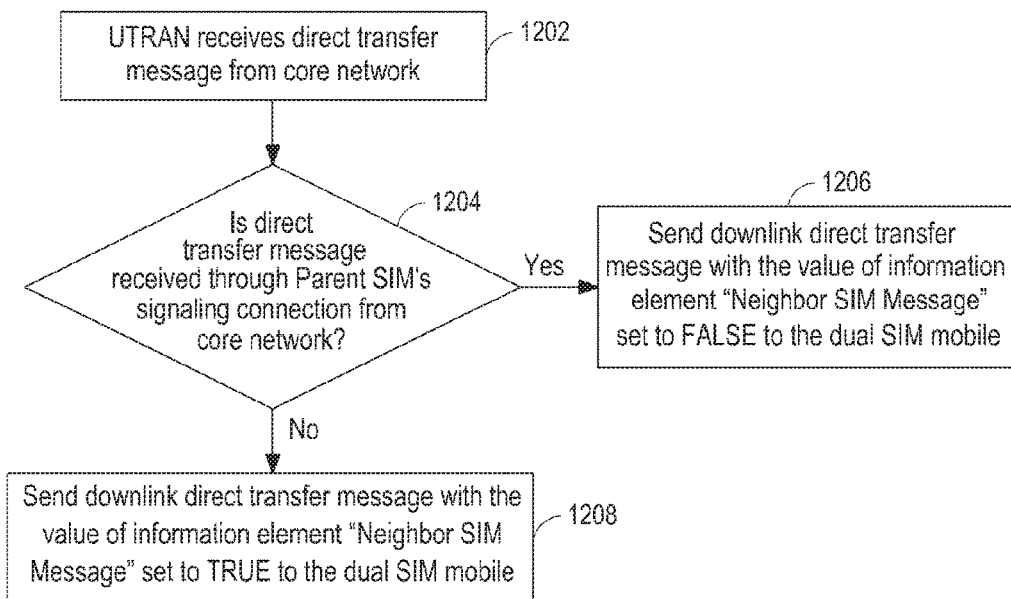 UTRAN receives direct transfer
message from core network
1202
Is direct
transfer message
received through Parent SIM's
signaling connection from
core network?
1204
Yes
1206
Send downlink direct transfer
message with the value of information
element “Neighbor SIM Message”
set to FALSE to the dual SIM mobile
No
Send downlink direct transfer message with the
value of information element “Neighbor SIM
Message” set to TRUE to the dual SIM mobile
1208